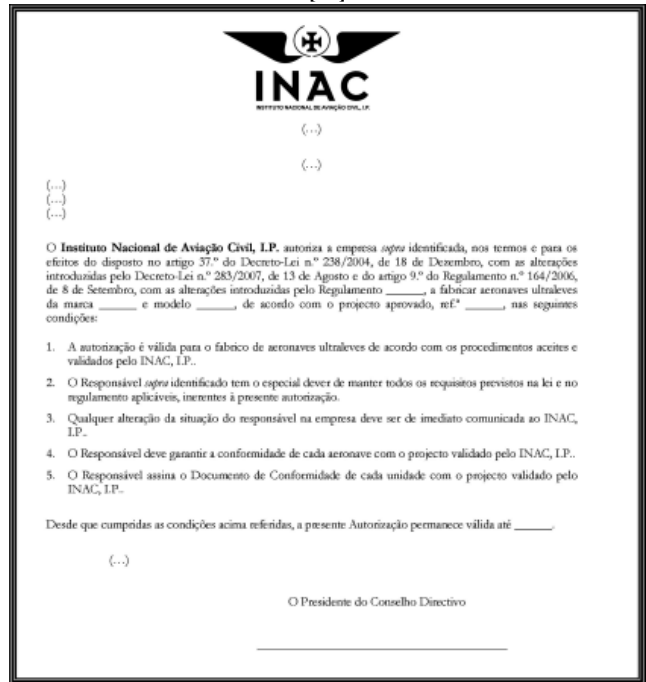 INAC
INSTITUTO NACIONAL DE AVIAÇÃO CIVIL, I.P.
(…)
(…)
(…)
(…)
(…)
O Instituto Nacional de Aviação Civil, I.P. autoriza a empresa supra identificada, nos termos e para os
efeitos do disposto no artigo 37.º do Decreto-Lei n.º 238/2004, de 18 de Dezembro, com as alterações
introduzidas pelo Decreto-Lei n.º 283/2007, de 13 de Agosto e do artigo 9.º do Regulamento n.º 164/2006,
de 8 de Setembro, com as alterações introduzidas pelo Regulamento ______, a fabricar aeronaves ultraleves
da marca ______ e modelo ______, de acordo com o projecto aprovado, ref.ª ______, nas seguintes
condições:
1. A autorização é válida para o fabrico de aeronaves ultraleves de acordo com os procedimentos aceites e
validados pelo INAC, I.P..
2. O Responsável supra identificado tem o especial dever de manter todos os requisitos previstos na lei e no
regulamento aplicáveis, inerentes à presente autorização.
3. Qualquer alteração da situação do responsável na empresa deve ser de imediato comunicada ao INAC,
I.P..
4. O Responsável deve garantir a conformidade de cada aeronave com o projecto validado pelo INAC, I.P..
5. O Responsável assina o Documento de Conformidade de cada unidade com o projecto validado pelo
INAC, I.P..
Desde que cumpridas as condições acima referidas, a presente Autorização permanece válida até ______.
(…)
O Presidente do Conselho Directivo